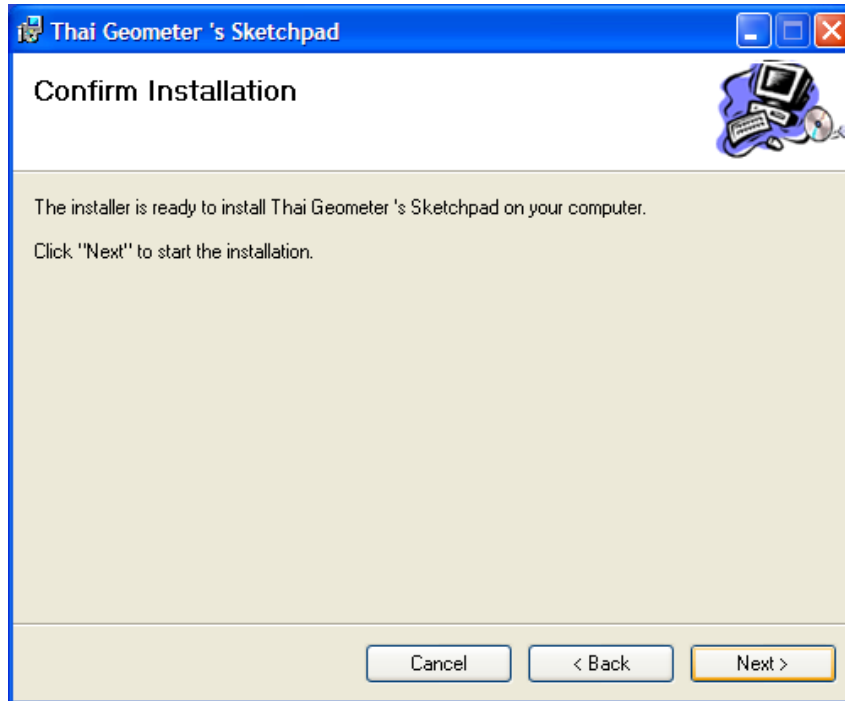 Thai Geometer 's Sketchpad
Confirm Installation
The installer is ready to install Thai Geometer 's Sketchpad on your computer.
Click "Next" to start the installation.
Cancel
< Back
Next >